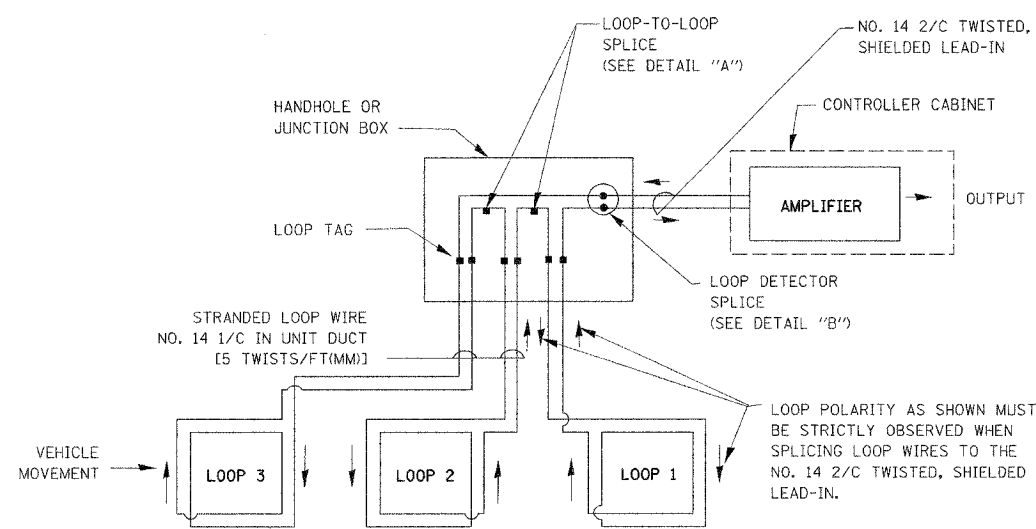 LOOP-TO-LOOP
SPLICE
(SEE DETAIL "A")
NO. 14 2/C TWISTED,
SHIELDED LEAD-IN
HANDHOLE OR
JUNCTION BOX
CONTROLLER CABINET
AMPLIFIER
OUTPUT
LOOP TAG
LOOP DETECTOR
SPLICE
(SEE DETAIL "B")
STRANDED LOOP WIRE
NO. 14 1/C IN UNIT DUCT
[5 TWISTS/FT(MM)]
LOOP POLARITY AS SHOWN MUST
BE STRICTLY OBSERVED WHEN
SPLICING LOOP WIRES TO THE
NO. 14 2/C TWISTED, SHIELDED
LEAD-IN.
VEHICLE
MOVEMENT
LOOP 3
LOOP 2
LOOP 1